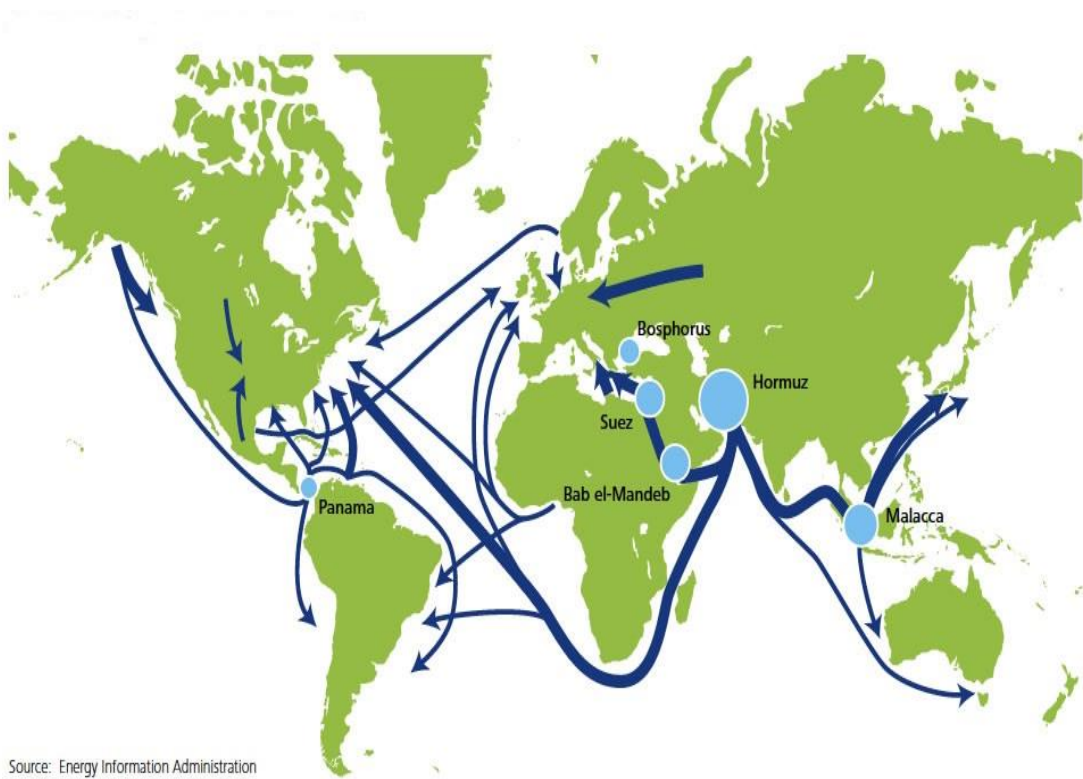 Bosphorus
Hormuz
Suez
Bab el-Mandeb
Panama
Malacca
Source: Energy Information Administration